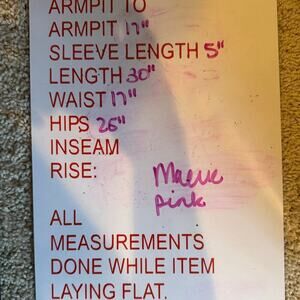 ARMPIT TO
ARMPIT 17"
SLEEVE LENGTH 5"
LENGTH 30"
WAIST 17"
HIPS 26"
INSEAM
RISE:
Maeve
pink
ALL
MEASUREMENTS
DONE WHILE ITEM
LAYING FLAT.